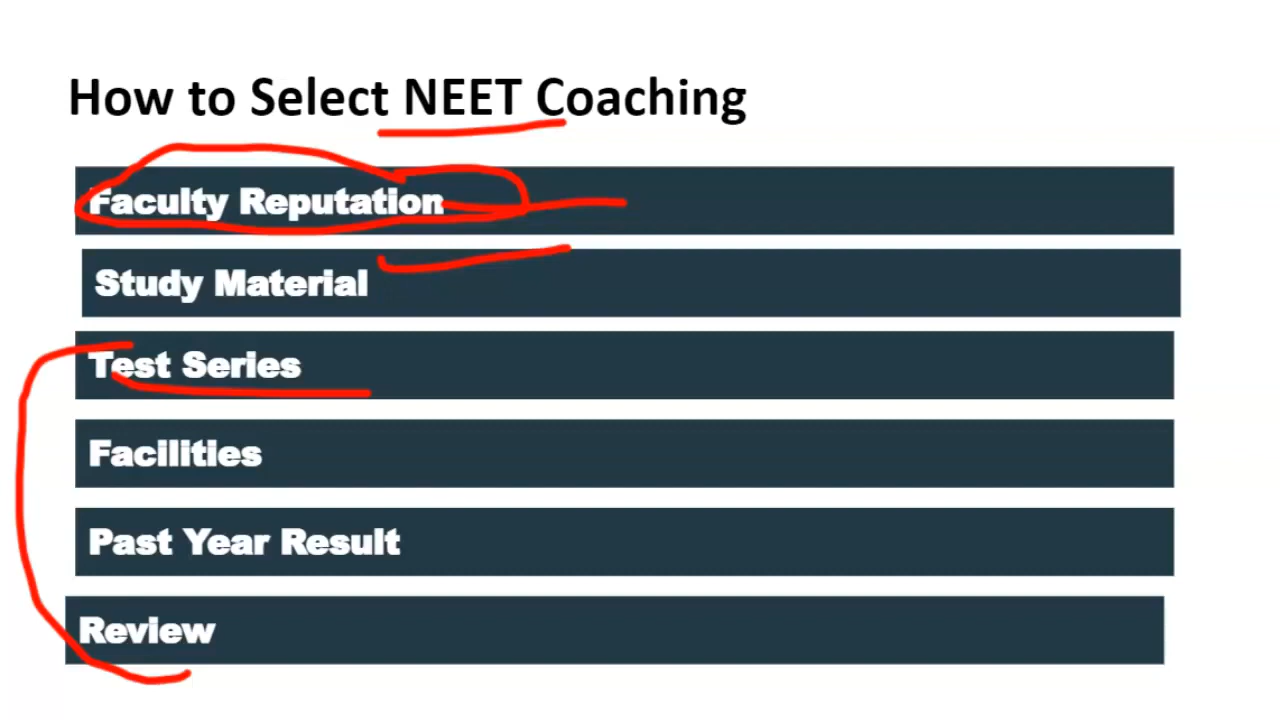 How to Select NEET Coaching
Faculty Reputation
Study Material
Test Series
Facilities
Past Year Result
Review